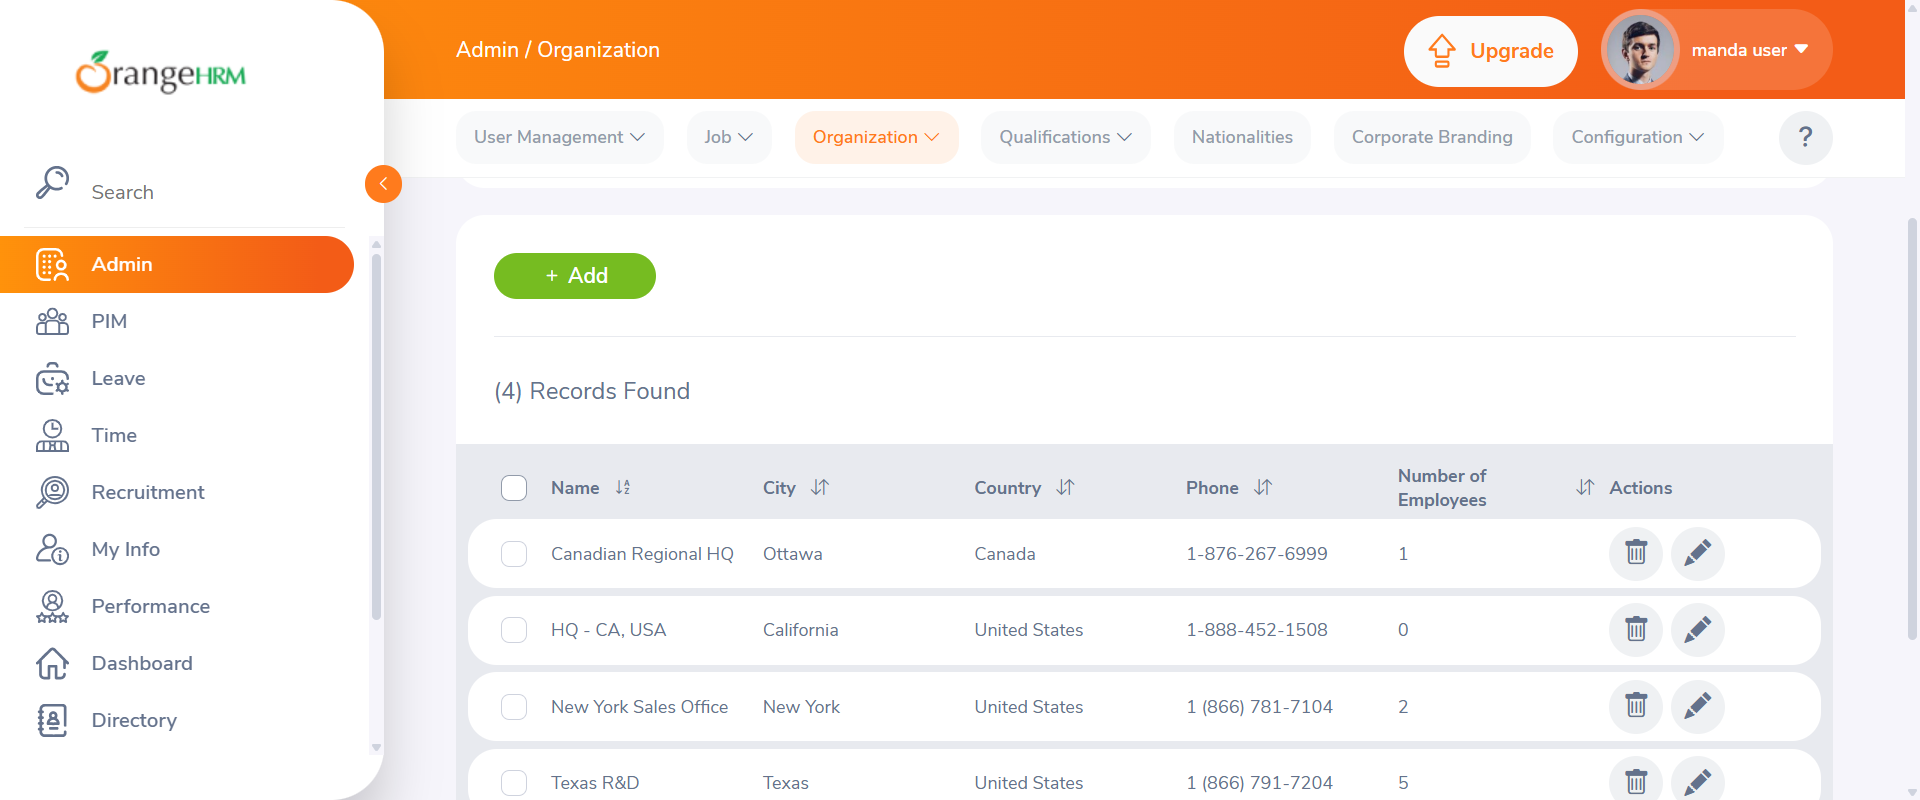 OrangeHRM
Admin / Organization
Upgrade
manda user
User Management
Job
Organization
Qualifications
Nationalities
Corporate Branding
Configuration
?
Search
Admin
PIM
Leave
Time
Recruitment
My Info
Performance
Dashboard
Directory
+ Add
(4) Records Found
Name City Country Phone Number of Employees Actions
Canadian Regional HQ Ottawa Canada 1-876-267-6999 1
HQ - CA, USA California United States 1-888-452-1508 0
New York Sales Office New York United States 1 (866) 781-7104 2
Texas R&D Texas United States 1 (866) 791-7204 5